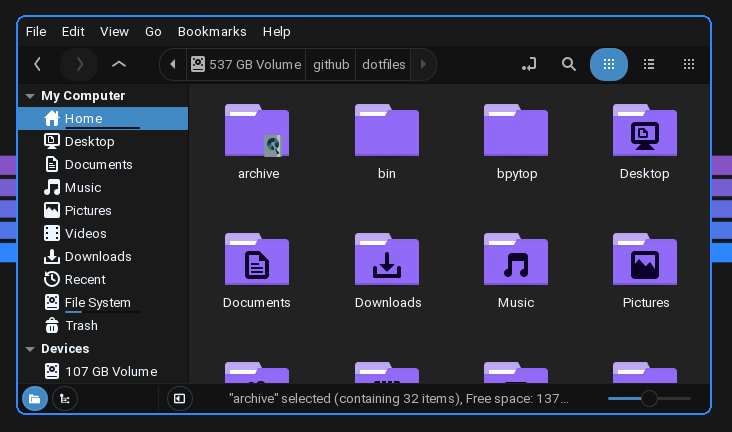 File Edit View Go Bookmarks Help
537 GB Volume github dotfiles
My Computer
Home
Desktop
Documents
Music
Pictures
Videos
Downloads
Recent
File System
Trash
Devices
107 GB Volume
archive bin bpytop Desktop
Documents Downloads Music Pictures
"archive" selected (containing 32 items), Free space: 137...